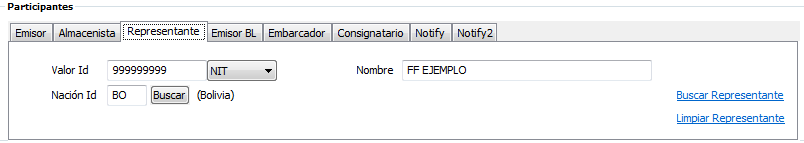 Participantes
Emisor Almacenista Representante Emisor BL Embarcador Consignatario Notify Notify2
Valor Id 999999999 NIT Nombre FF EJEMPLO
Nación Id BO Buscar (Bolivia) Buscar Representante
Limpiar Representante